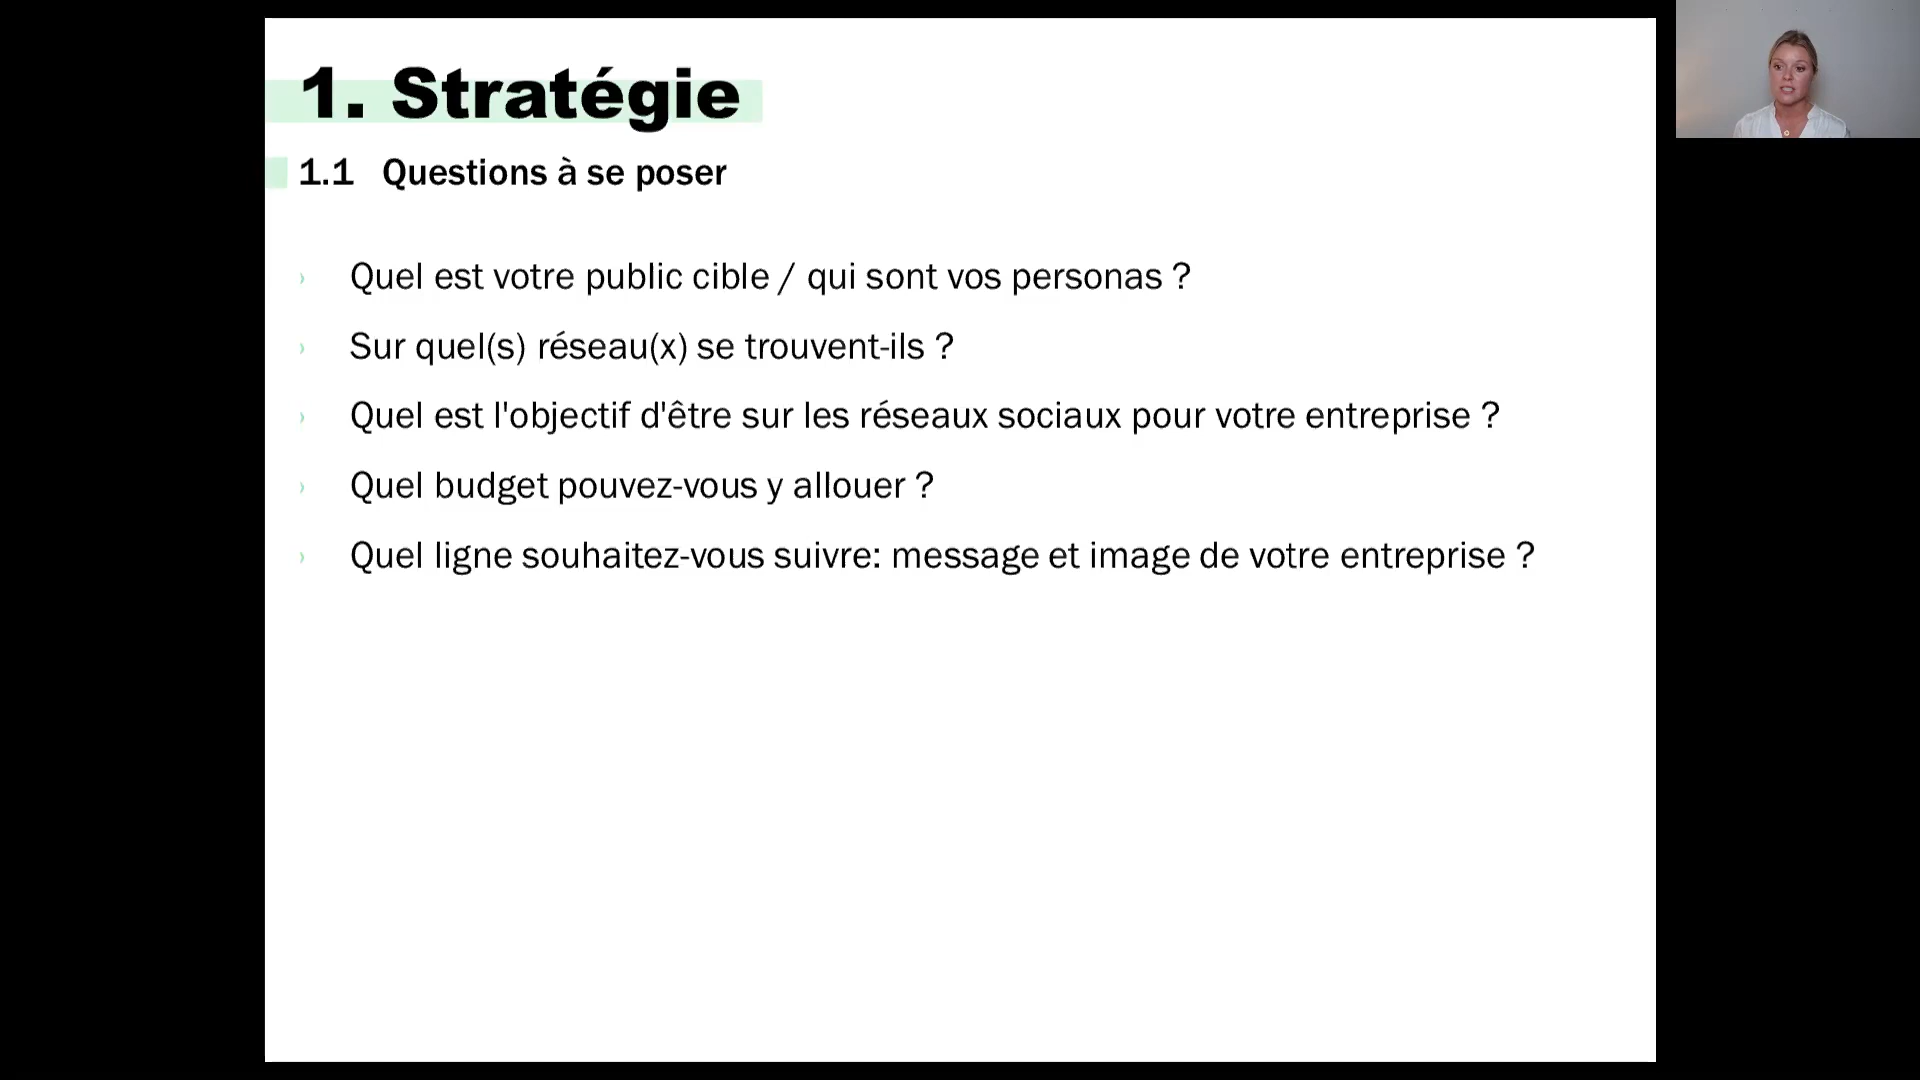 1. Stratégie
1.1 Questions à se poser
› Quel est votre public cible / qui sont vos personas ?
› Sur quel(s) réseau(x) se trouvent-ils ?
› Quel est l'objectif d'être sur les réseaux sociaux pour votre entreprise ?
› Quel budget pouvez-vous y allouer ?
› Quel ligne souhaitez-vous suivre: message et image de votre entreprise ?